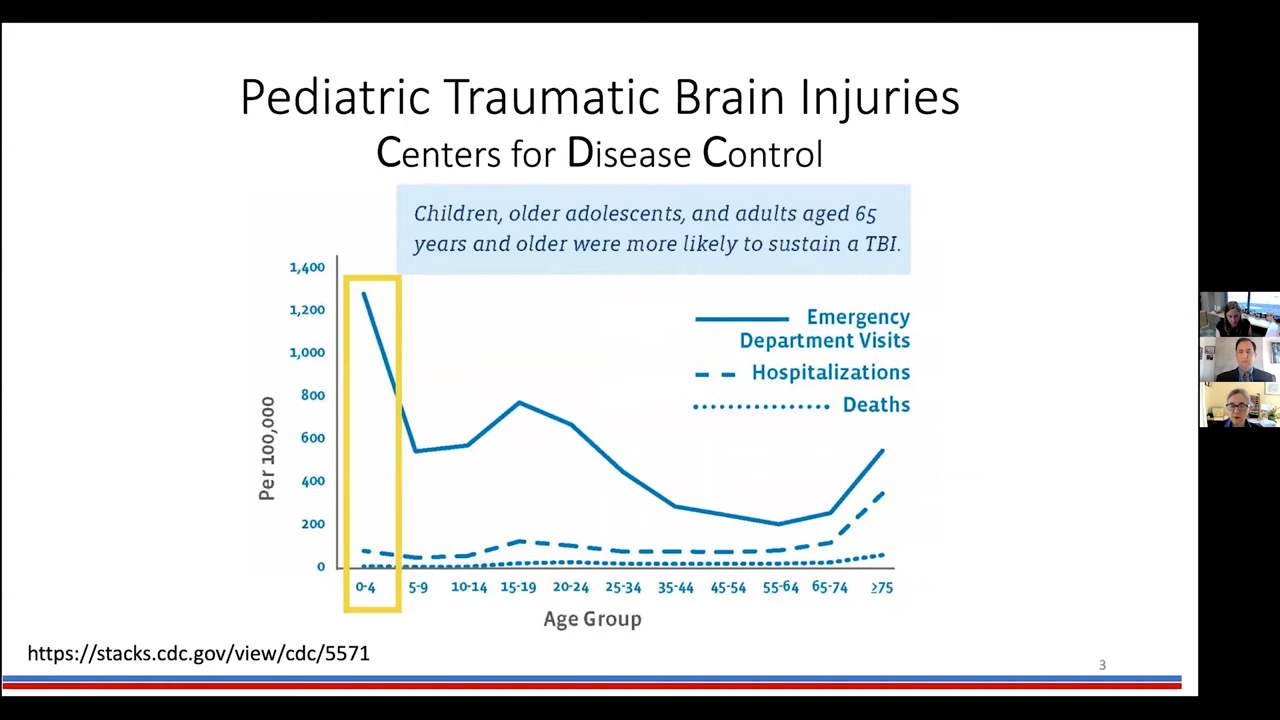 Pediatric Traumatic Brain Injuries
Centers for Disease Control
Children, older adolescents, and adults aged 65
years and older were more likely to sustain a TBI.
1,400
1,200
1,000
800
600
400
200
0
Per 100,000
Emergency
Department Visits
Hospitalizations
Deaths
0-4 5-9 10-14 15-19 20-24 25-34 35-44 45-54 55-64 65-74 ≥75
Age Group
https://stacks.cdc.gov/view/cdc/5571
3